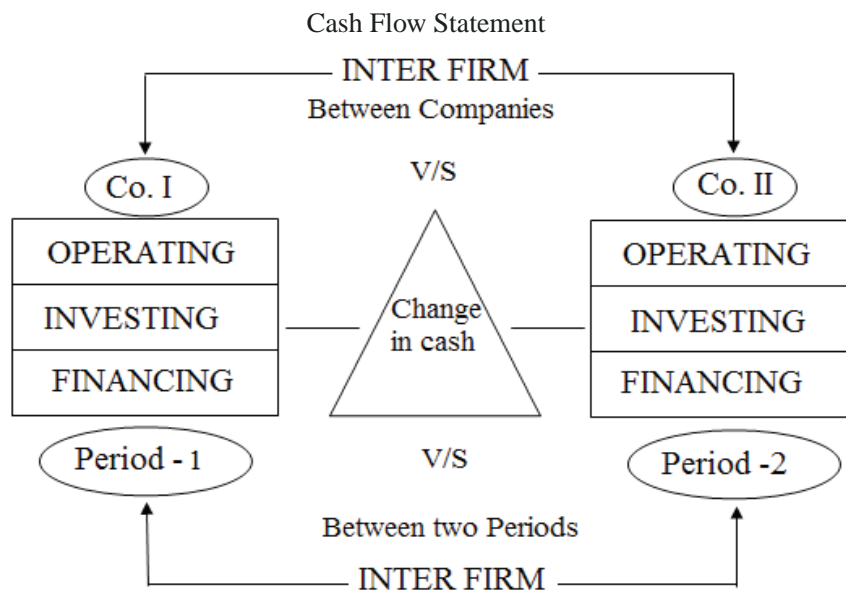 Cash Flow Statement
INTER FIRM
Between Companies
V/S
Co. I
Co. II
OPERATING
INVESTING
FINANCING
Change
in cash
OPERATING
INVESTING
FINANCING
Period - 1
V/S
Period -2
Between two Periods
INTER FIRM